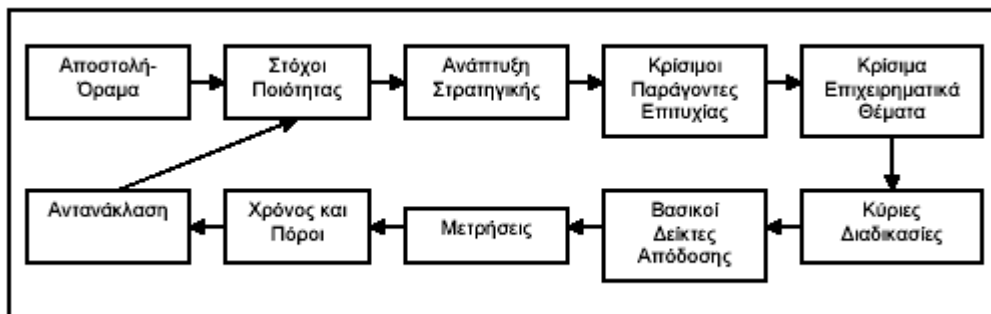 Αποστολή-
Όραμα
Στόχοι
Ποιότητας
Ανάπτυξη
Στρατηγικής
Κρίσιμοι
Παράγοντες
Επιτυχίας
Κρίσιμα
Επιχειρηματικά
Θέματα
Αντανάκλαση
Χρόνος και
Πόροι
Μετρήσεις
Βασικοί
Δείκτες
Απόδοσης
Κύριες
Διαδικασίες